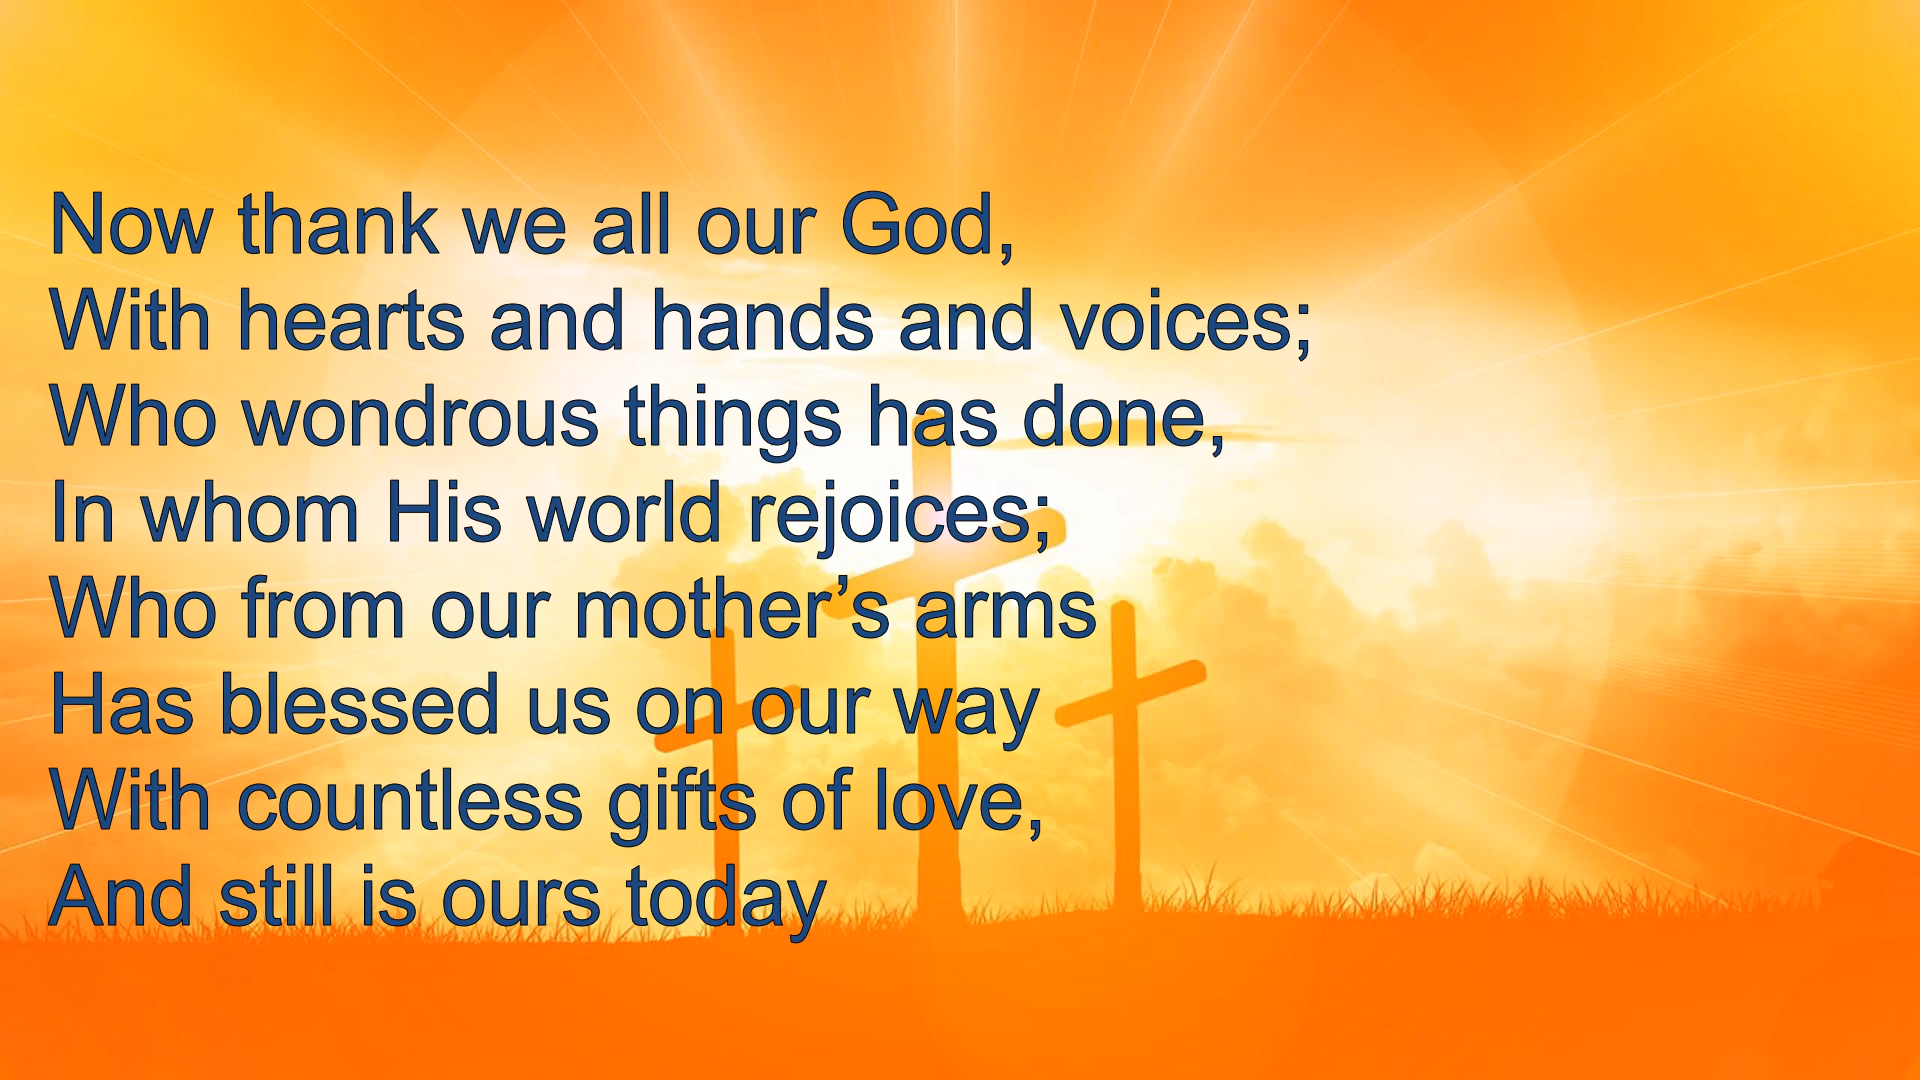 Now thank we all our God,
With hearts and hands and voices;
Who wondrous things has done,
In whom His world rejoices;
Who from our mother’s arms
Has blessed us on our way
With countless gifts of love,
And still is ours today